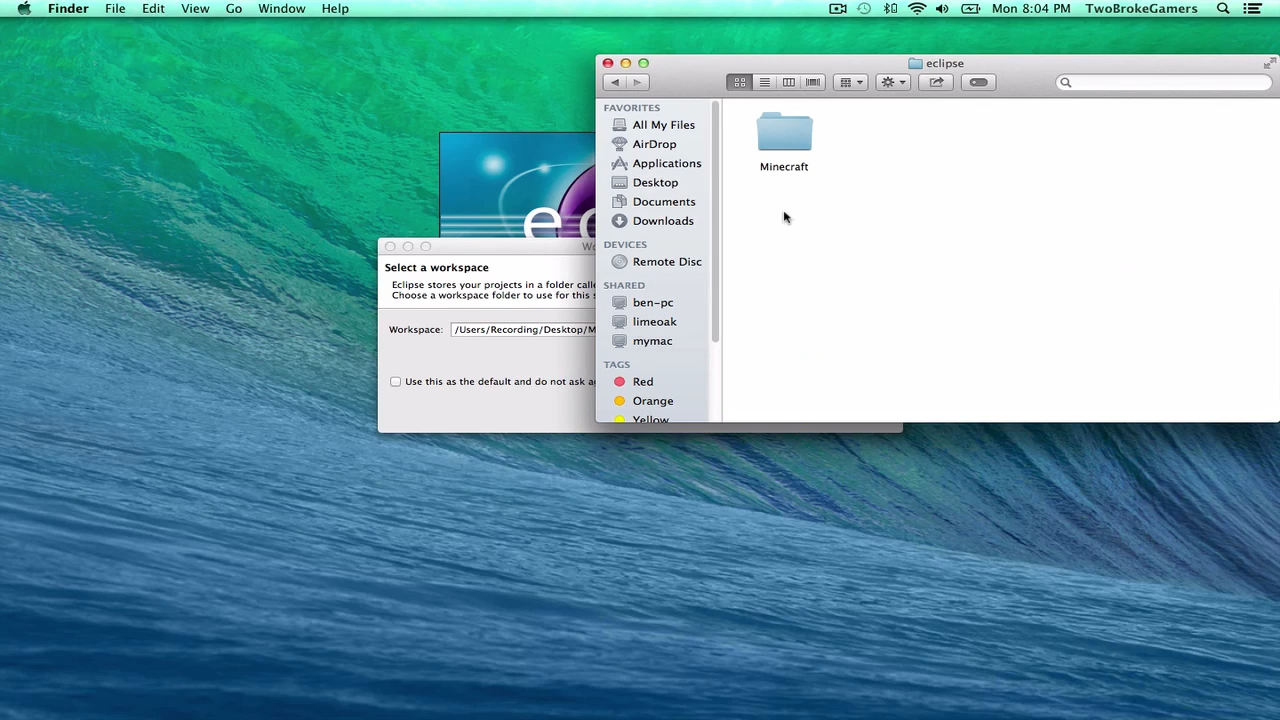 Finder File Edit View Go Window Help Mon 8:04 PM TwoBrokeGamers
eclipse
FAVORITES
All My Files
AirDrop
Applications
Desktop
Documents
Downloads
DEVICES
Remote Disc
SHARED
ben-pc
limeoak
mymac
TAGS
Red
Orange
Yellow
Minecraft
Select a workspace
Eclipse stores your projects in a folder calle
Choose a workspace folder to use for this s
Workspace: /Users/Recording/Desktop/M
Use this as the default and do not ask ag